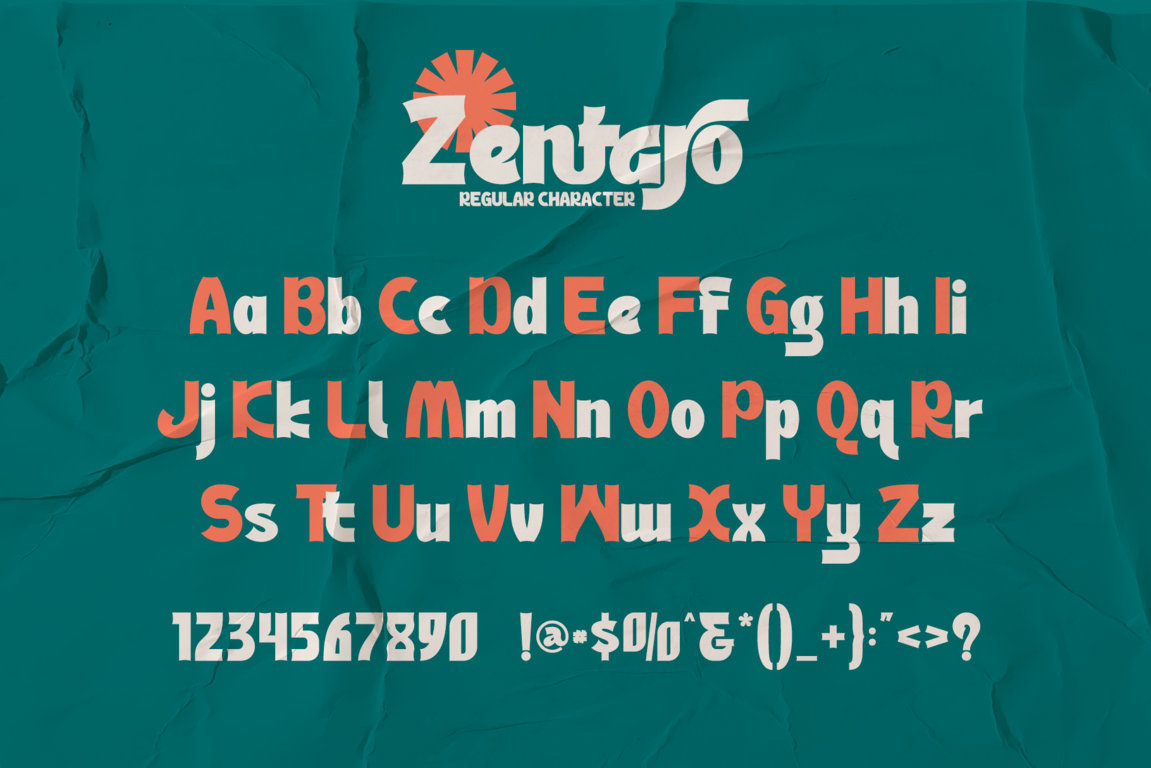 Zentaro
REGULAR CHARACTER
Aa Bb Cc Dd Ee Ff Gg Hh Ii
Jj Kk Ll Mm Nn Oo Pp Qq Rr
Ss Tt Uu Vv Ww Xx Yy Zz
1234567890 !@#$%^&*()_+}:"<>?